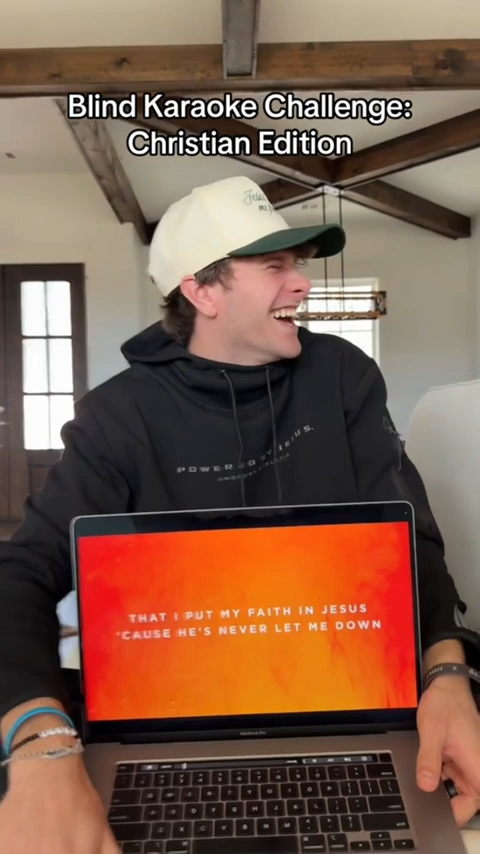 Blind Karaoke Challenge:
Christian Edition
POWERED BY JESUS.
THAT I PUT MY FAITH IN JESUS
'CAUSE HE'S NEVER LET ME DOWN